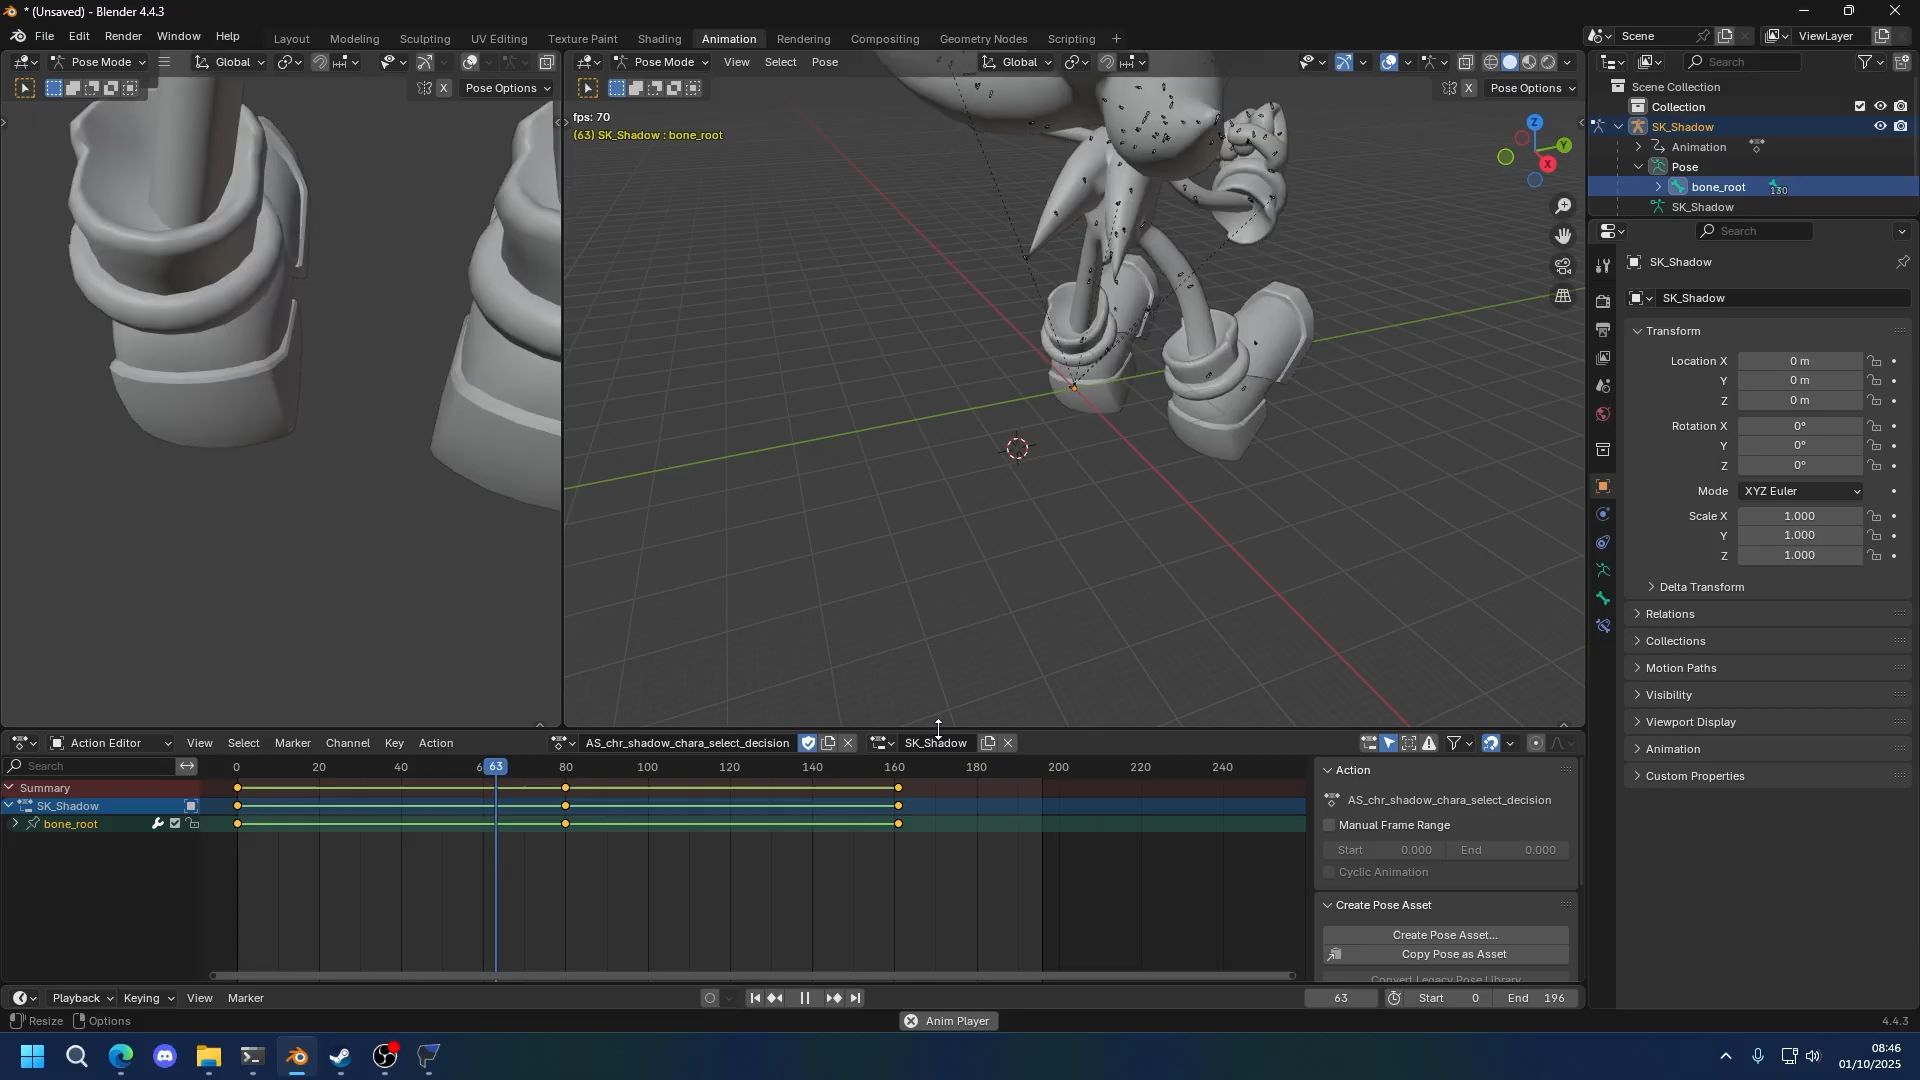 * (Unsaved) - Blender 4.4.3
File Edit Render Window Help Layout Modeling Sculpting UV Editing Texture Paint Shading Animation Rendering Compositing Geometry Nodes Scripting + Scene ViewLayer
Pose Mode Global Pose Mode View Select Pose Global Search
X Pose Options X Pose Options
Scene Collection
Collection
SK_Shadow
Animation
Pose
bone_root 130
SK_Shadow
fps: 70
(63) SK_Shadow : bone_root
Z
Y
X
Search
SK_Shadow
SK_Shadow
Transform
Location X 0 m
Y 0 m
Z 0 m
Rotation X 0°
Y 0°
Z 0°
Mode XYZ Euler
Scale X 1.000
Y 1.000
Z 1.000
Delta Transform
Relations
Collections
Motion Paths
Visibility
Viewport Display
Animation
Custom Properties
Action Editor View Select Marker Channel Key Action AS_chr_shadow_chara_select_decision SK_Shadow
Search 0 20 40 6 63 80 100 120 140 160 180 200 220 240
Summary
SK_Shadow
bone_root
Action
AS_chr_shadow_chara_select_decision
Manual Frame Range
Start 0.000 End 0.000
Cyclic Animation
Create Pose Asset
Create Pose Asset...
Copy Pose as Asset
Convert Legacy Pose Library
Playback Keying View Marker 63 Start 0 End 196
Resize Options Anim Player 4.4.3
08:46
01/10/2025